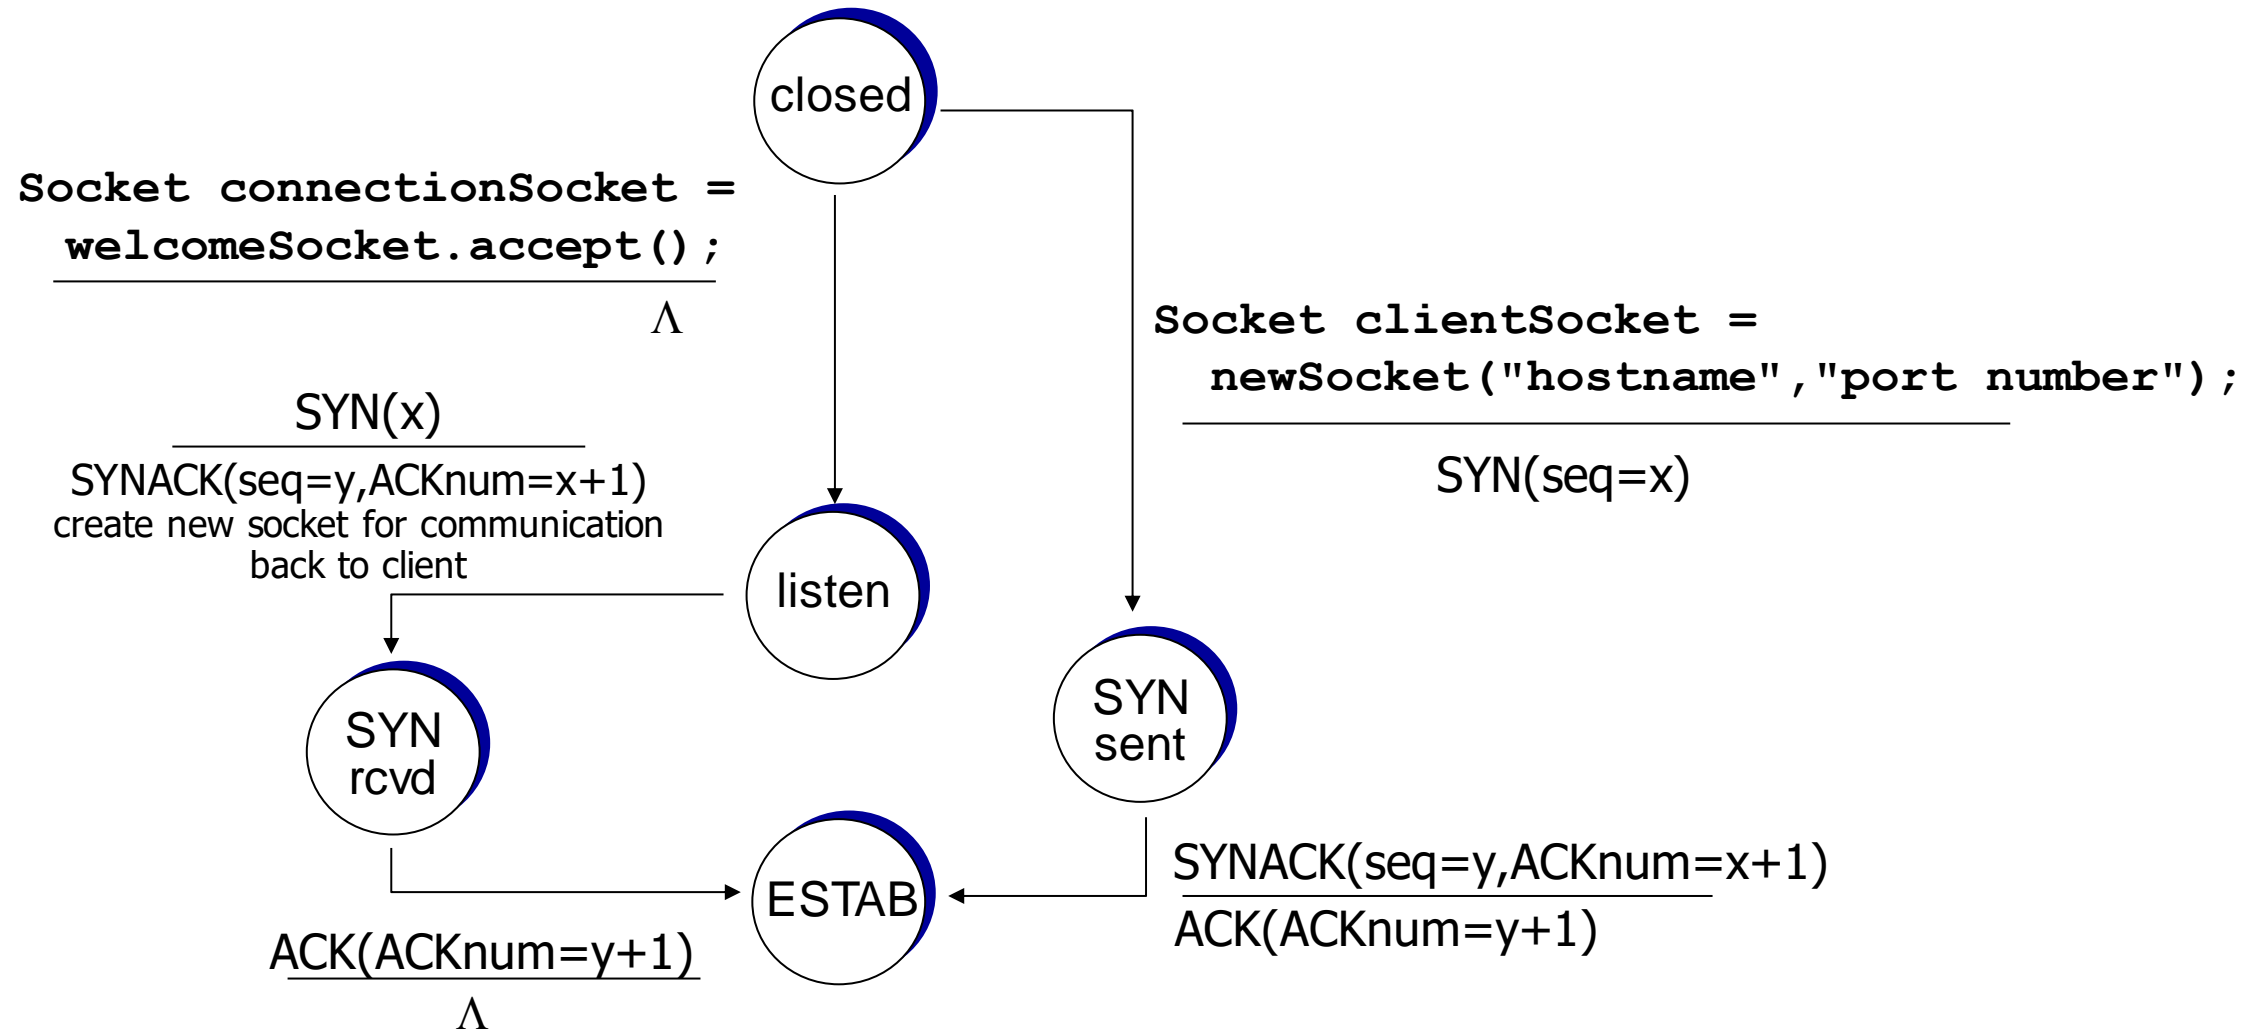 closed
Socket connectionSocket =
welcomeSocket.accept();
Λ
Socket clientSocket =
newSocket("hostname","port number");
SYN(seq=x)
SYN(x)
SYNACK(seq=y,ACKnum=x+1)
create new socket for communication
back to client
listen
SYN
rcvd
SYN
sent
ESTAB
SYNACK(seq=y,ACKnum=x+1)
ACK(ACKnum=y+1)
ACK(ACKnum=y+1)
Λ